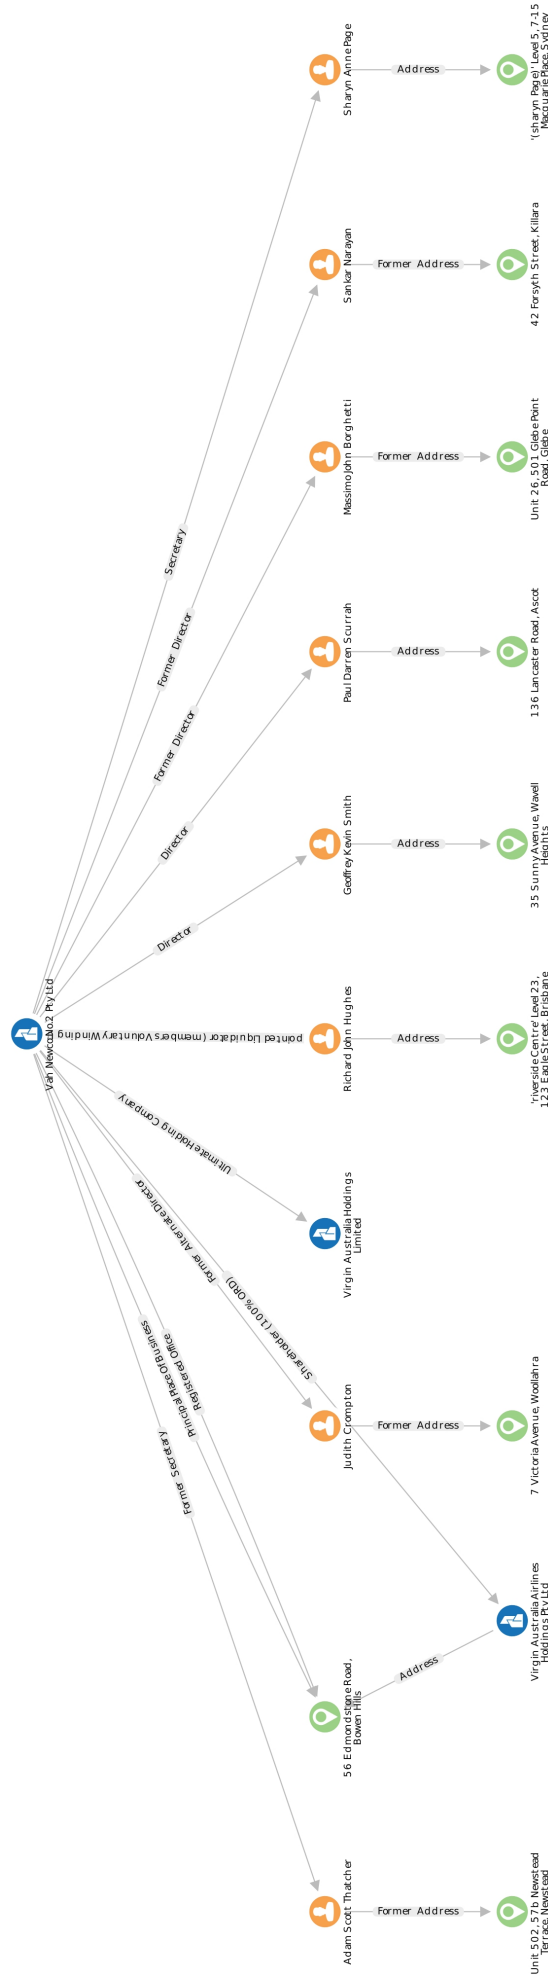 Van Newco No.2 Pty Ltd
Secretary
Sharyn Anne Page
Address
'(sharyn Page)' Level 5, 7-15
Macquarie Place, Sydney
Former Director
Sankar Narayan
Former Address
42 Forsyth Street, Killara
Former Director
Massimo John Borghetti
Former Address
Unit 26, 501 Glebe Point
Road, Glebe
Director
Paul Darren Scurrah
Address
136 Lancaster Road, Ascot
Director
Geoffrey Kevin Smith
Address
35 Sunny Avenue, Wavell
Heights
pointed Liquidator (members Voluntary Winding
Richard John Hughes
Address
'riverside Centre' Level 23,
123 Eagle Street, Brisbane
Ultimate Holding Company
Virgin Australia Holdings
Limited
Former Alternate Director
Judith Crompton
Former Address
7 Victoria Avenue, Woollahra
Shareholder (100% ORD)
Virgin Australia Airlines
Holdings Pty Ltd
Address
Registered Office
Principal Place Of Business
56 Edmondstone Road,
Bowen Hills
Former Secretary
Adam Scott Thatcher
Former Address
Unit 502, 57b Newstead
Terrace, Newstead